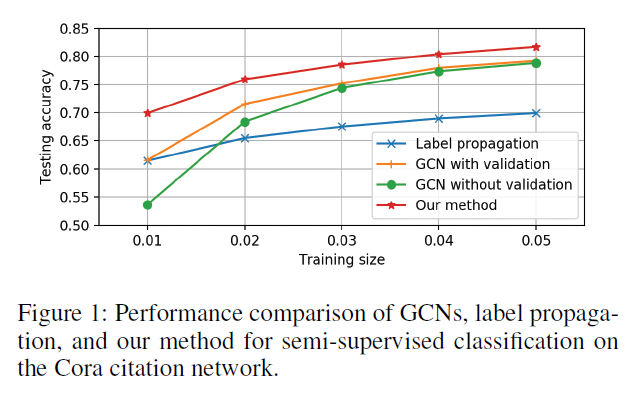 0.85
0.80
0.75
0.70
0.65
0.60
0.55
0.50
Testing accuracy
Label propagation
GCN with validation
GCN without validation
Our method
0.01 0.02 0.03 0.04 0.05
Training size
Figure 1: Performance comparison of GCNs, label propaga-
tion, and our method for semi-supervised classification on
the Cora citation network.